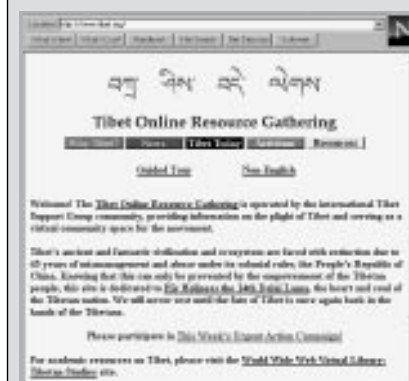 བཀྲ་ ཤིས་ བདེ་ ལེགས
Tibet Online Resource Gathering
News Tibet Today Resources
Guided Tour Non-English
Welcome! The Tibet Online Resource Gathering is operated by the international Tibet
Support Group community, providing information on the plight of Tibet and serving as a
virtual community space for the movement.
Tibet's ancient and fantastic civilization and ecosystem are faced with extinction due to
45 years of mismanagement and abuse under its colonial ruler, the People's Republic of
China. Knowing that this can only be prevented by the empowerment of the Tibetan
people, this site is dedicated to His Holiness the 14th Dalai Lama, the heart and soul of
the Tibetan nation. We will never rest until the fate of Tibet is once again back in the
hands of the Tibetans.
Please participate in This Week's Urgent Action Campaign!
For academic resources on Tibet, please visit the World Wide Web Virtual Library:
Tibetan Studies site.